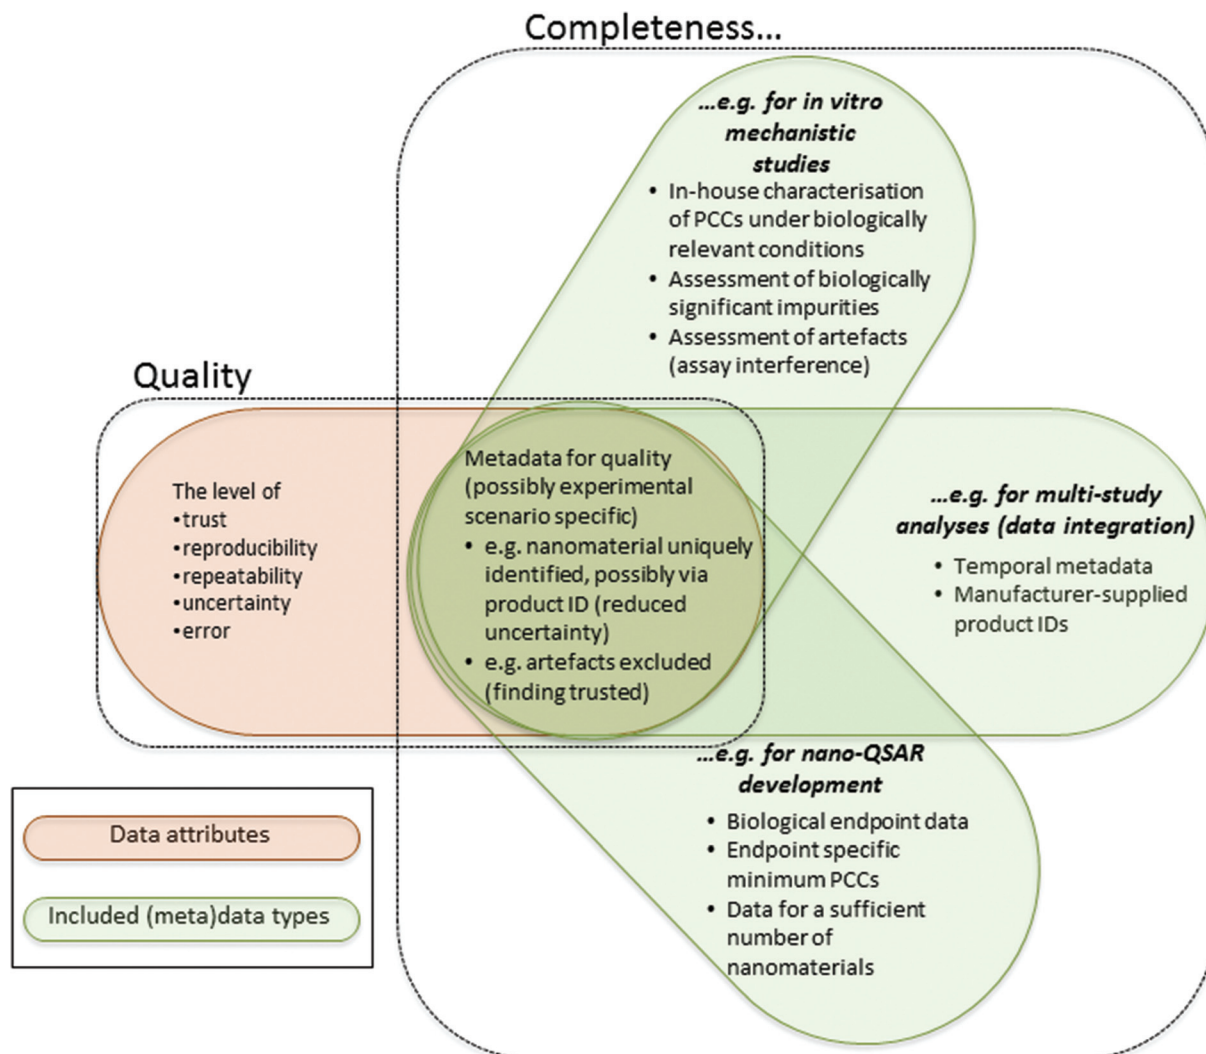 Completeness...
...e.g. for in vitro
mechanistic
studies
• In-house characterisation
of PCCs under biologically
relevant conditions
• Assessment of biologically
significant impurities
• Assessment of artefacts
(assay interference)
Quality
The level of
•trust
•reproducibility
•repeatability
•uncertainty
•error
Metadata for quality
(possibly experimental
scenario specific)
• e.g. nanomaterial uniquely
identified, possibly via
product ID (reduced
uncertainty)
• e.g. artefacts excluded
(finding trusted)
...e.g. for multi-study
analyses (data integration)
• Temporal metadata
• Manufacturer-supplied
product IDs
...e.g. for nano-QSAR
development
• Biological endpoint data
• Endpoint specific
minimum PCCs
• Data for a sufficient
number of
nanomaterials
Data attributes
Included (meta)data types